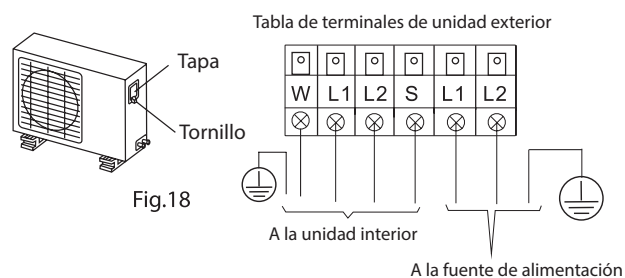 Tabla de terminales de unidad exterior
Tapa
Tornillo
Fig.18
W L1 L2 S L1 L2
A la unidad interior
A la fuente de alimentación